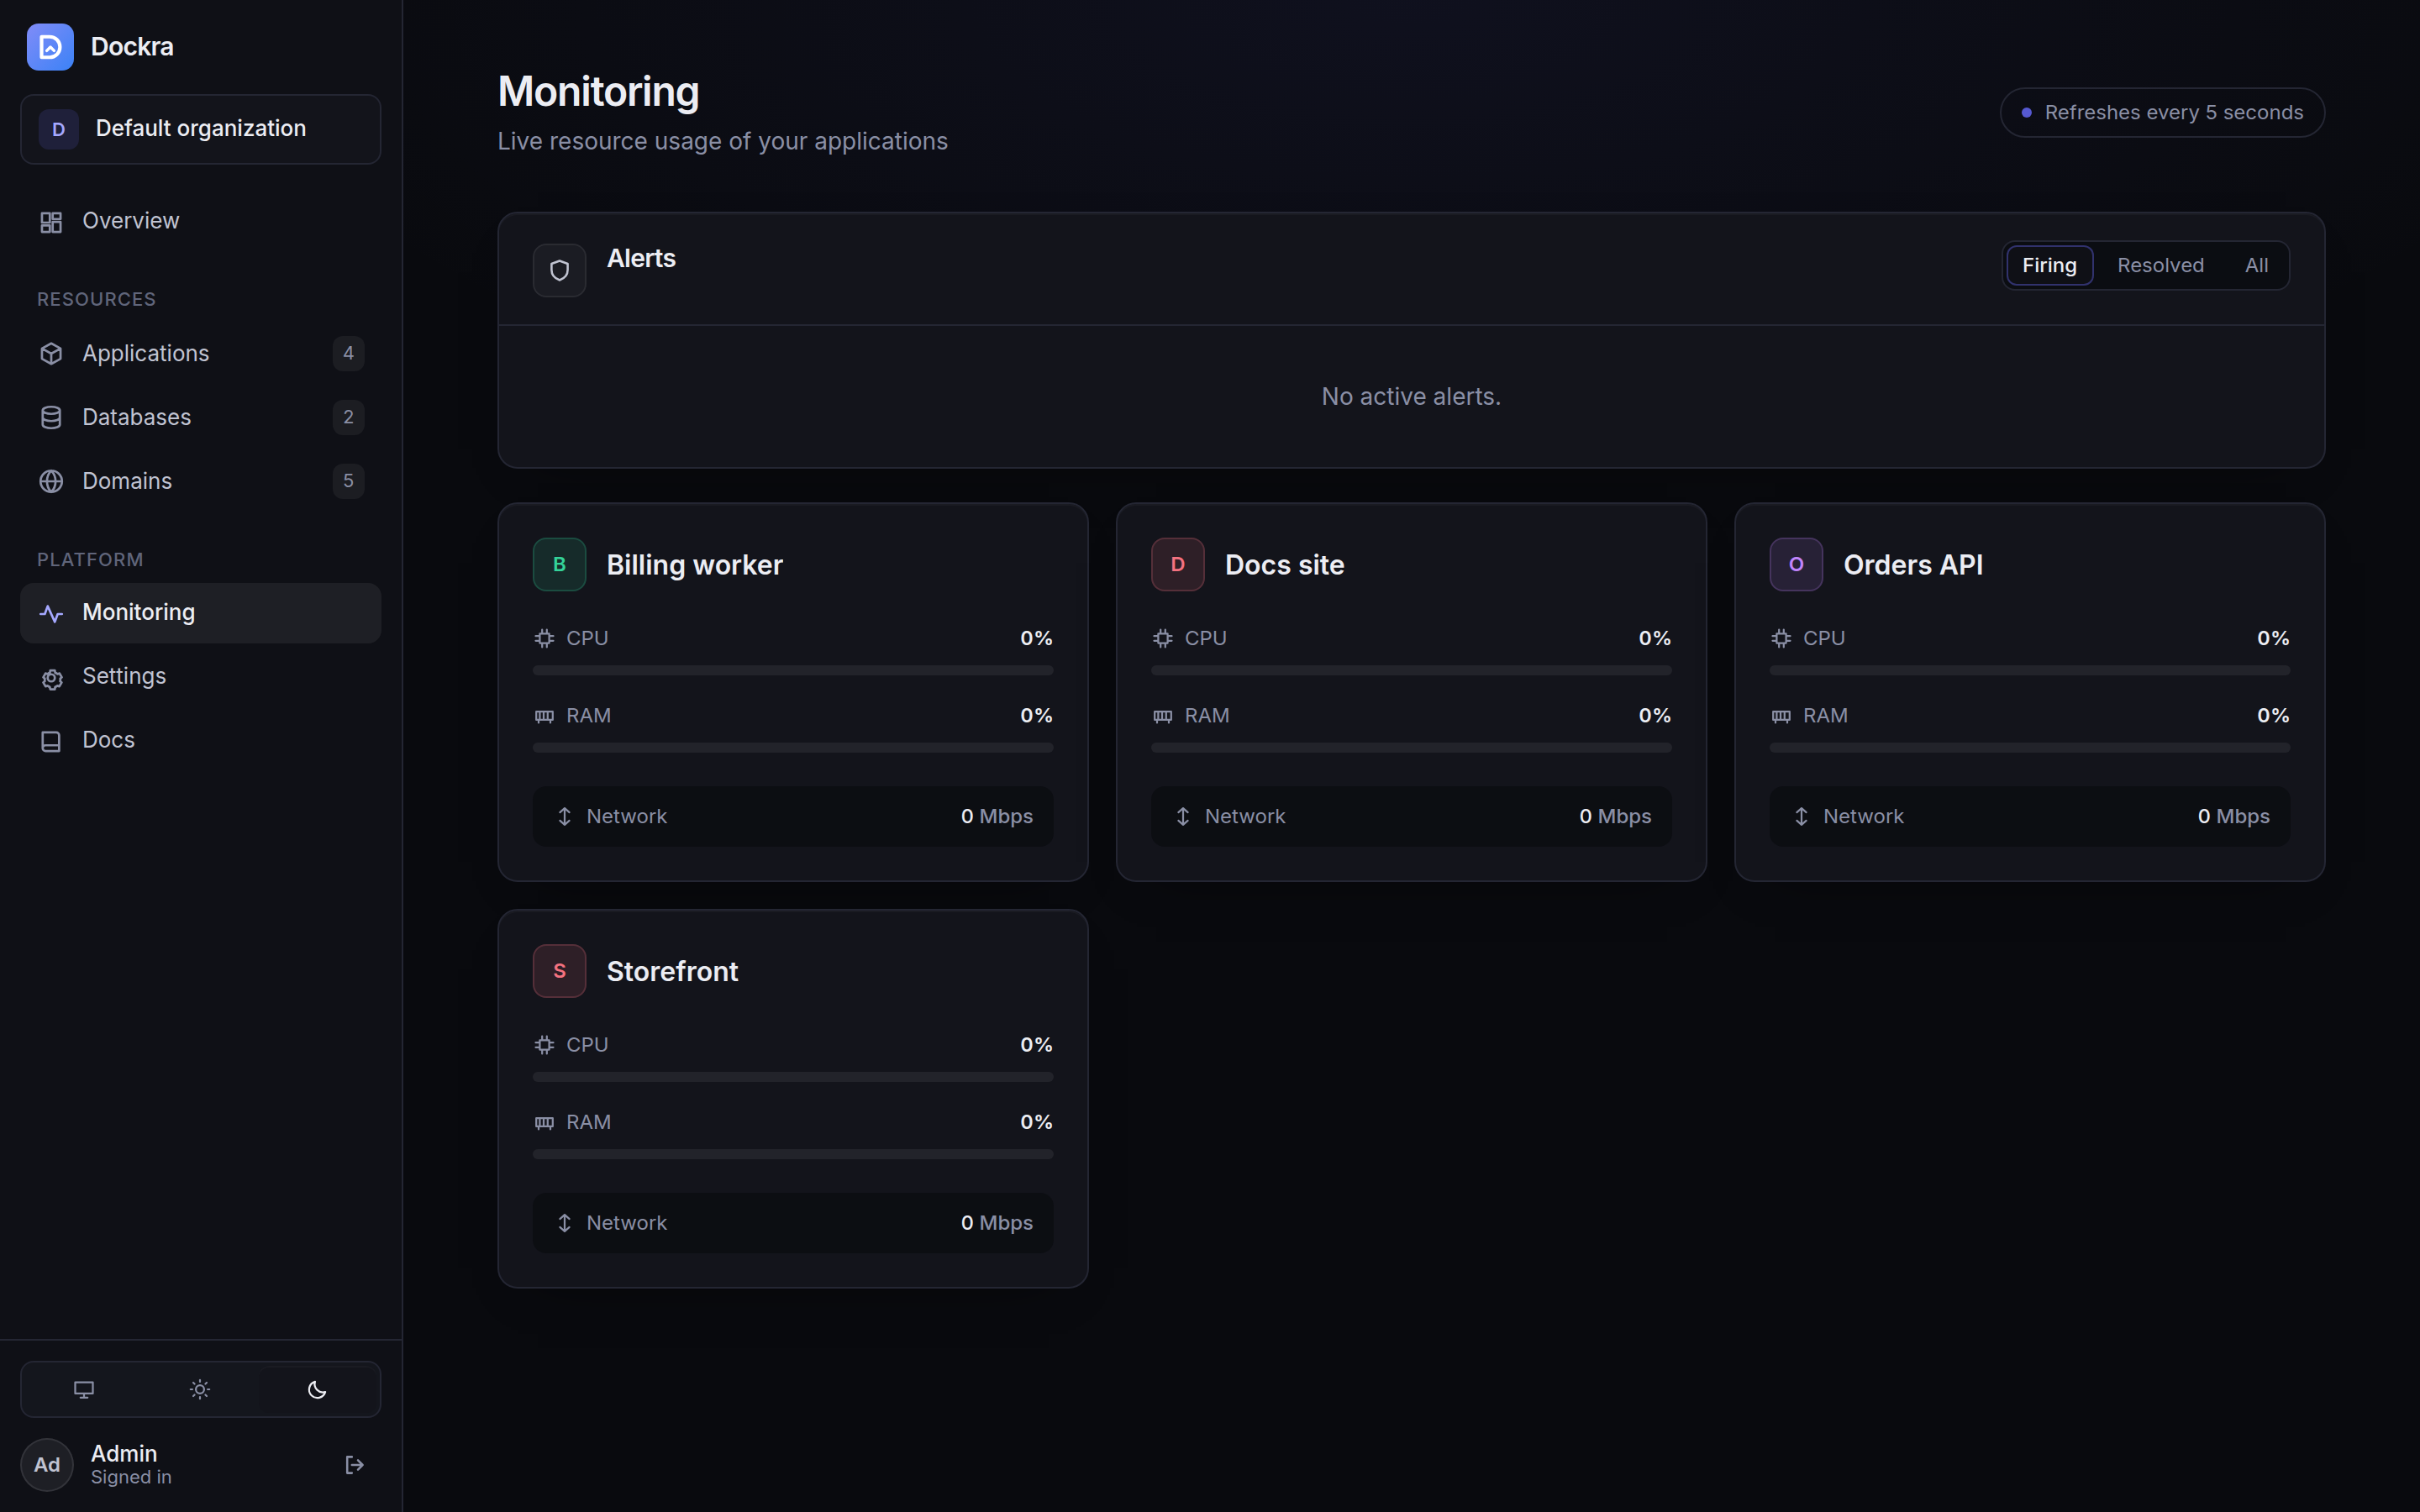 Dockra
D Default organization
Overview
RESOURCES
Applications 4
Databases 2
Domains 5
PLATFORM
Monitoring
Settings
Docs
Ad Admin
Signed in
Monitoring
Live resource usage of your applications
Refreshes every 5 seconds
Alerts
Firing Resolved All
No active alerts.
B Billing worker
CPU 0%
RAM 0%
Network 0 Mbps
D Docs site
CPU 0%
RAM 0%
Network 0 Mbps
O Orders API
CPU 0%
RAM 0%
Network 0 Mbps
S Storefront
CPU 0%
RAM 0%
Network 0 Mbps